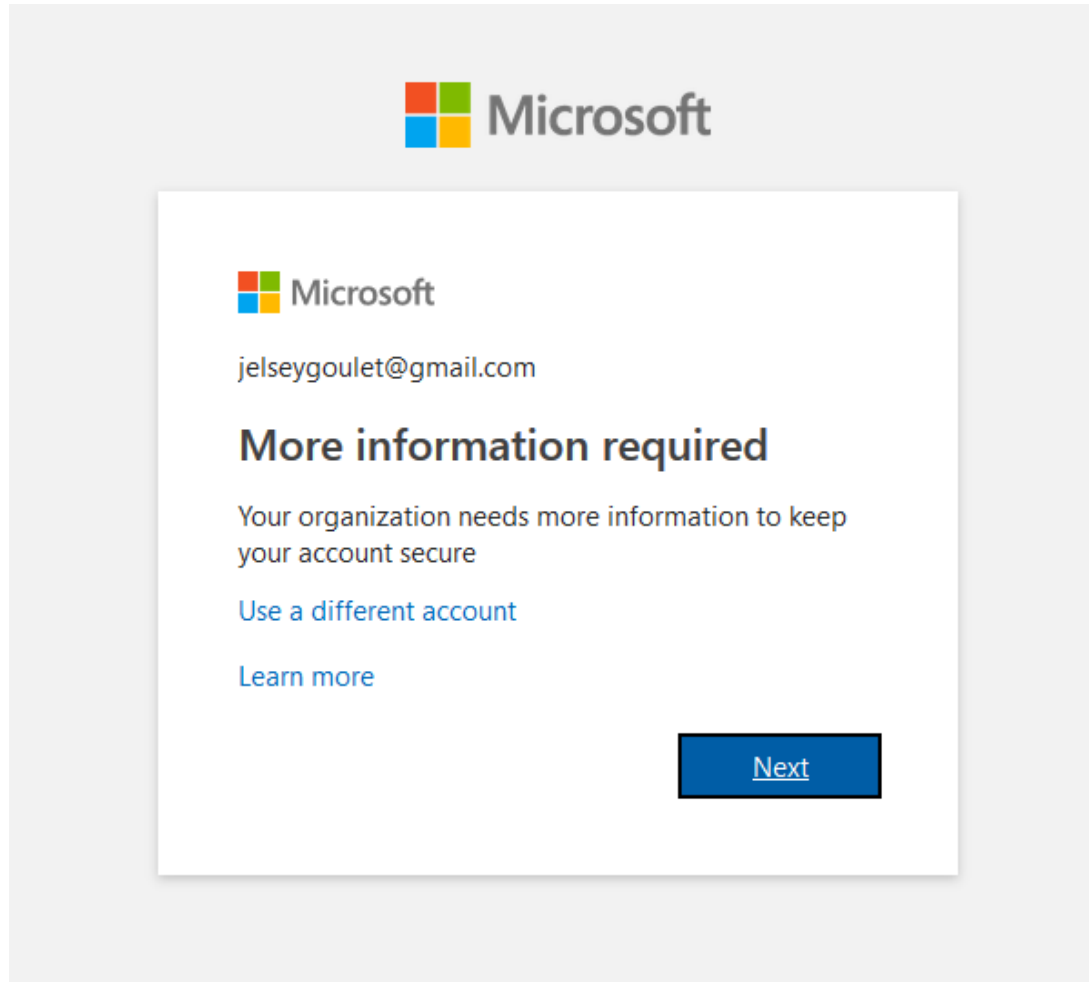 Microsoft
Microsoft
jelseygoulet@gmail.com
More information required
Your organization needs more information to keep
your account secure
Use a different account
Learn more
Next